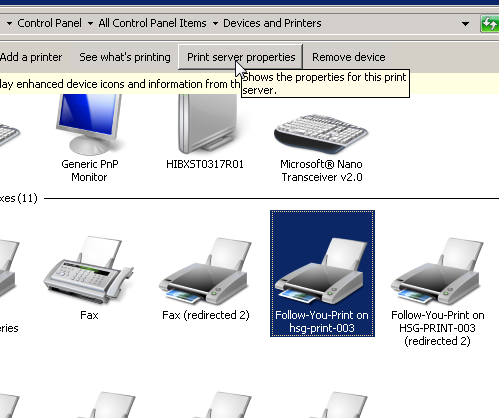 Control Panel ▾ All Control Panel Items ▾ Devices and Printers
Add a printer See what's printing Print server properties Remove device
lay enhanced device icons and information from th
Shows the properties for this print
server.
Generic PnP
Monitor
HIBXST0317R01
Microsoft® Nano
Transceiver v2.0
xes (11)
eries
Fax
Fax (redirected 2)
Follow-You-Print on
hsg-print-003
Follow-You-Print on
HSG-PRINT-003
(redirected 2)